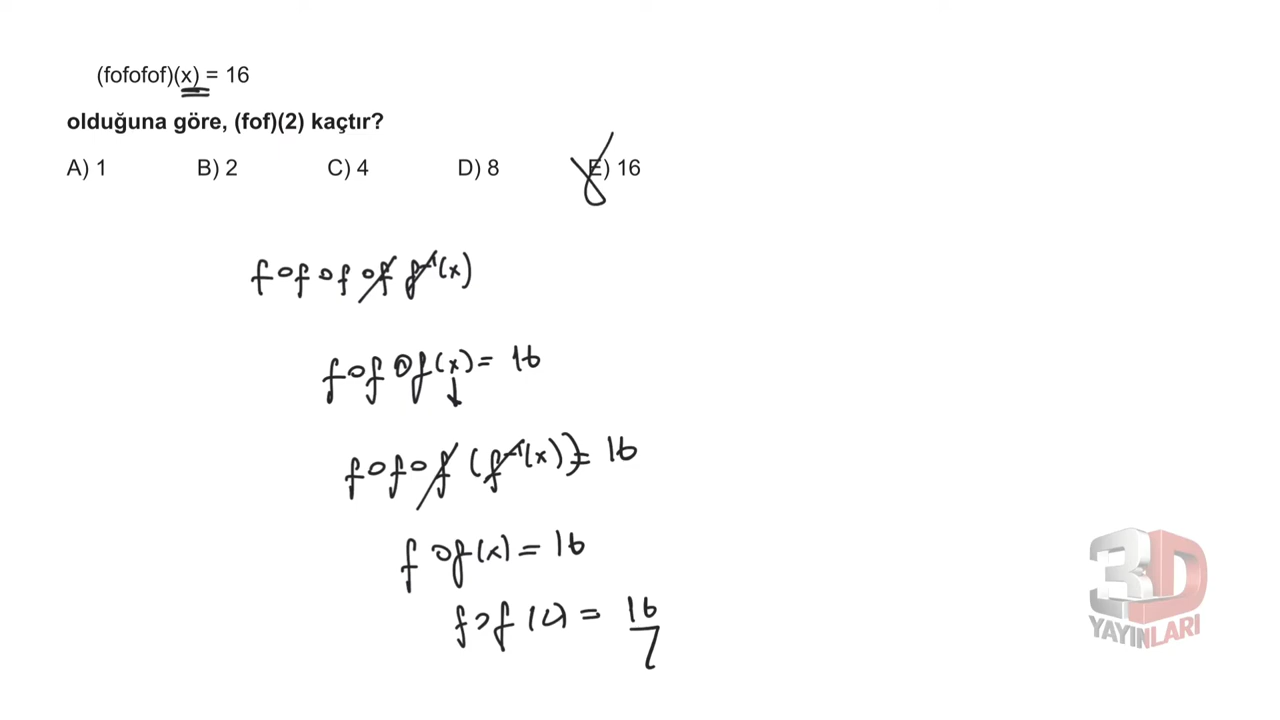 (fofofof)(x) = 16
olduğuna göre, (fof)(2) kaçtır?
A) 1 B) 2 C) 4 D) 8 E) 16
fofofof f⁻¹(x)
fofof(x) = 16
fofof(f⁻¹(x)) = 16
fof(x) = 16
fof(2) = 16
3D
YAYINLARI